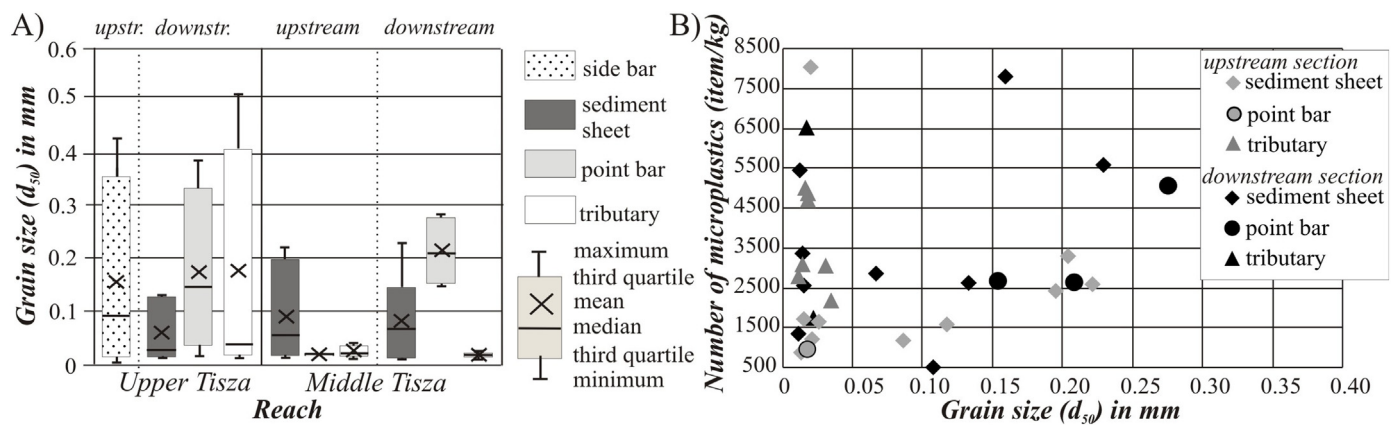 A)
upstr. downstr. upstream downstream
Grain size (d50) in mm
0.6
0.5
0.4
0.3
0.2
0.1
0
Upper Tisza Middle Tisza
Reach
side bar
sediment
sheet
point bar
tributary
maximum
third quartile
mean
median
third quartile
minimum
B)
Number of microplastics (item/kg)
8500
7500
6500
5500
4500
3500
2500
1500
500
0 0.05 0.10 0.15 0.20 0.25 0.30 0.35 0.40
Grain size (d50) in mm
upstream section
sediment sheet
point bar
tributary
downstream section
sediment sheet
point bar
tributary